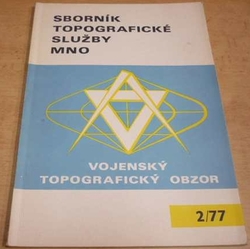 SBORNÍK
TOPOGRAFICKÉ
SLUŽBY
MNO
VOJENSKÝ
TOPOGRAFICKÝ OBZOR
2/77